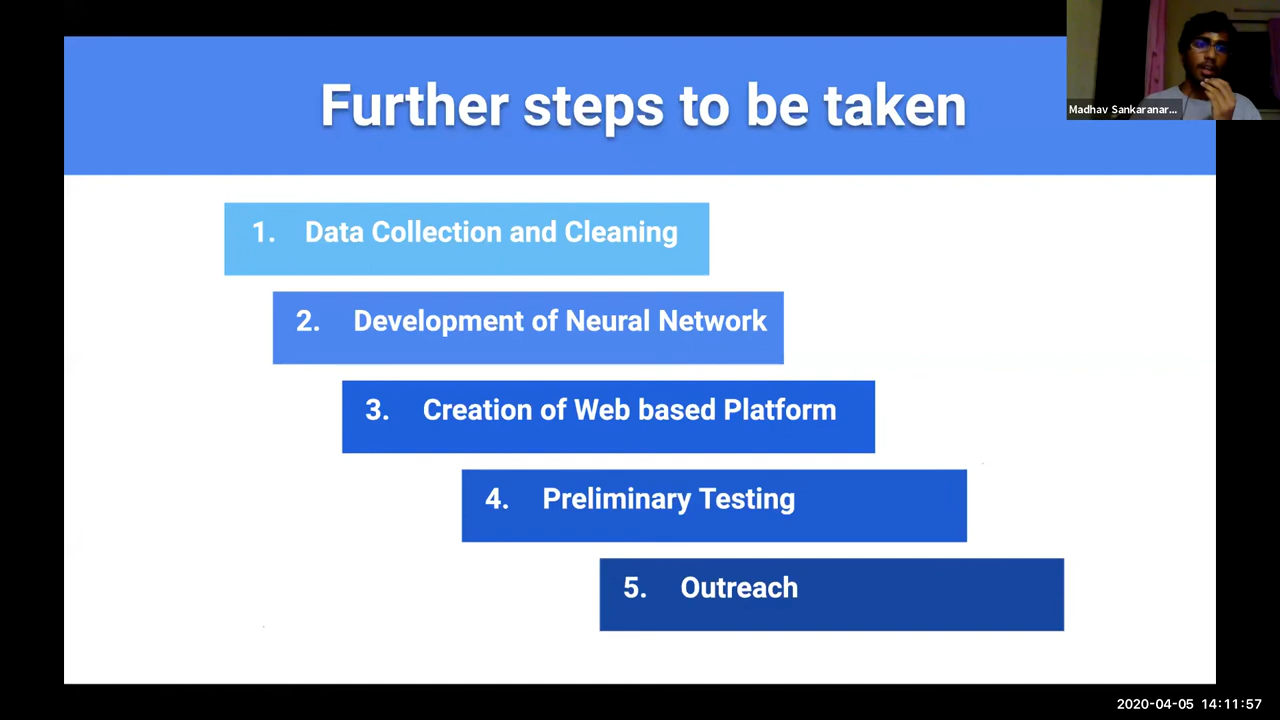 Further steps to be taken
Madhav Sankaranar...
1. Data Collection and Cleaning
2. Development of Neural Network
3. Creation of Web based Platform
4. Preliminary Testing
5. Outreach
2020-04-05 14:11:57